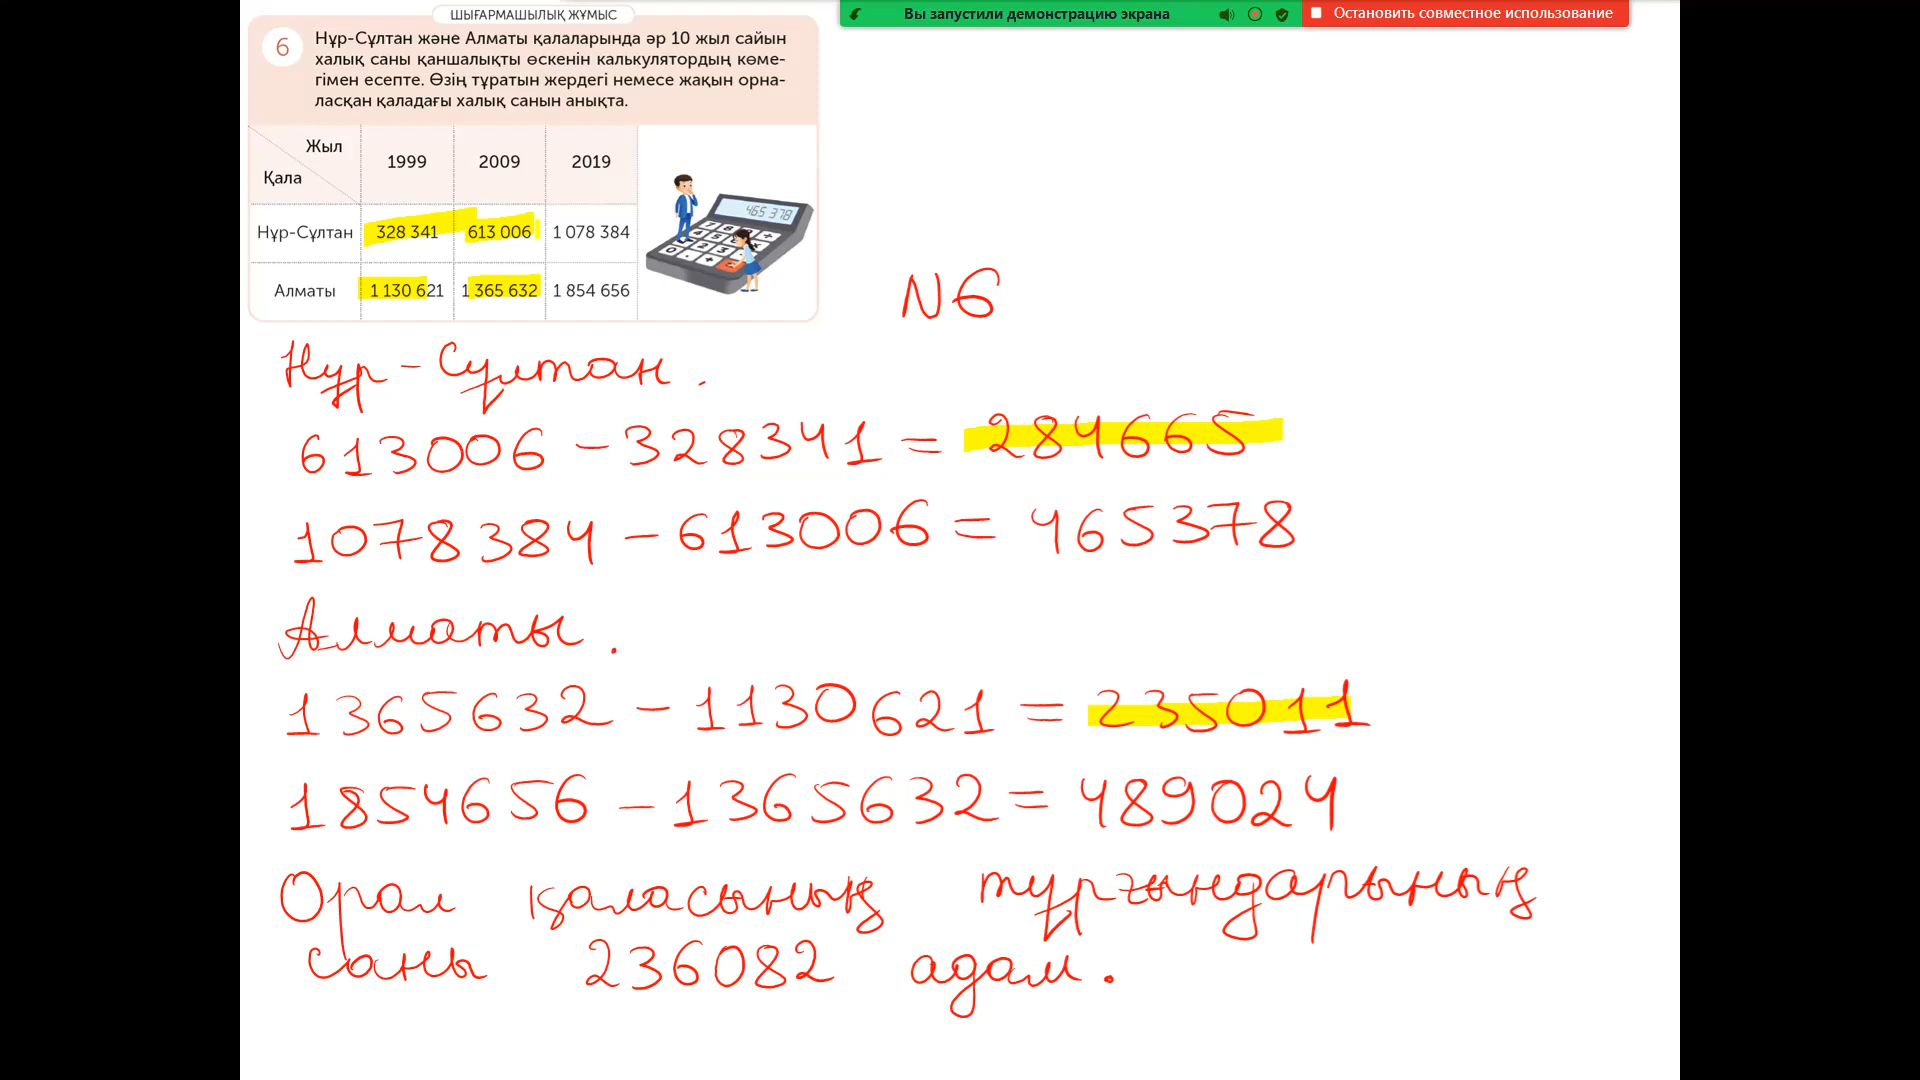 ШЫҒАРМАШЫЛЫҚ ЖҰМЫС
Вы запустили демонстрацию экрана
Остановить совместное использование
6
Нұр-Сұлтан және Алматы қалаларында әр 10 жыл сайын
халық саны қаншалықты өскенін калькулятордың көме-
гімен есепте. Өзің тұратын жердегі немесе жақын орна-
ласқан қаладағы халық санын анықта.
Жыл
Қала
1999 2009 2019
Нұр-Сұлтан 328 341 613 006 1 078 384
Алматы 1 130 621 1 365 632 1 854 656
465 378
N6
Нұр-Сұлтан.
613006 - 328341 = 284665
1078384 - 613006 = 465378
Алматы.
1365632 - 1130621 = 235011
1854656 - 1365632 = 489024
Орал қаласының тұрғындарының
саны 236082 адам.